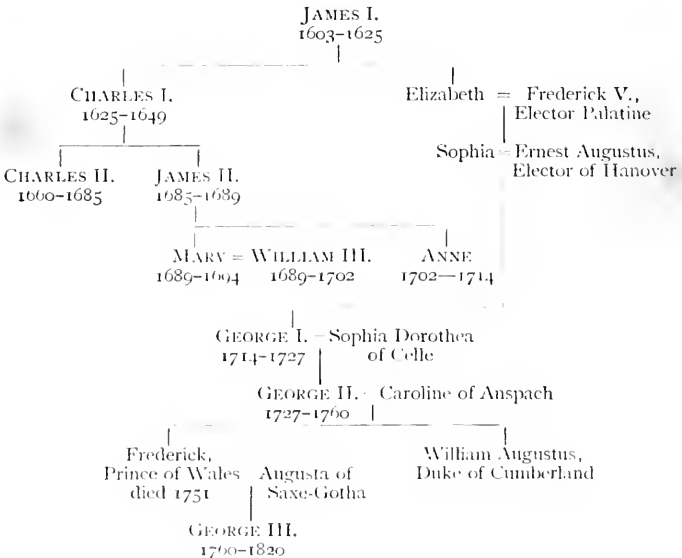 JAMES I.
1603–1625
CHARLES I.
1625–1649
Elizabeth = Frederick V.,
Elector Palatine
Sophia = Ernest Augustus,
Elector of Hanover
CHARLES II.
1660–1685
JAMES II.
1685–1689
MARY = WILLIAM III.
1689–1694
1689–1702
ANNE
1702—1714
GEORGE I. – Sophia Dorothea
1714–1727
of Celle
GEORGE II. – Caroline of Anspach
1727–1760
Frederick,
Prince of Wales
died 1751
Augusta of
Saxe-Gotha
William Augustus,
Duke of Cumberland
GEORGE III.
1760–1820